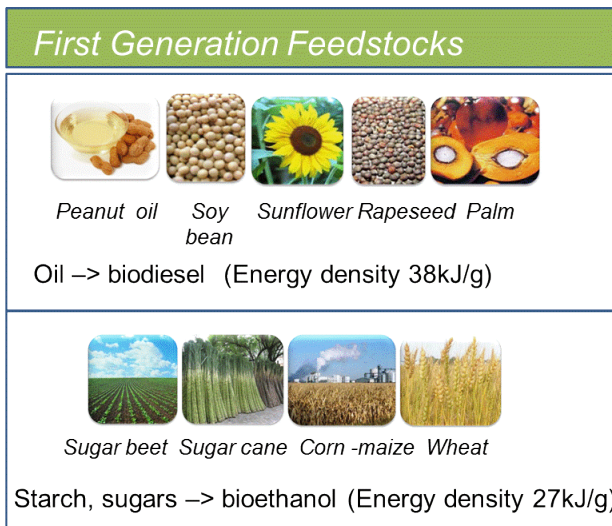 First Generation Feedstocks
Peanut oil Soy bean Sunflower Rapeseed Palm
Oil –> biodiesel (Energy density 38kJ/g)
Sugar beet Sugar cane Corn -maize Wheat
Starch, sugars –> bioethanol (Energy density 27kJ/g)